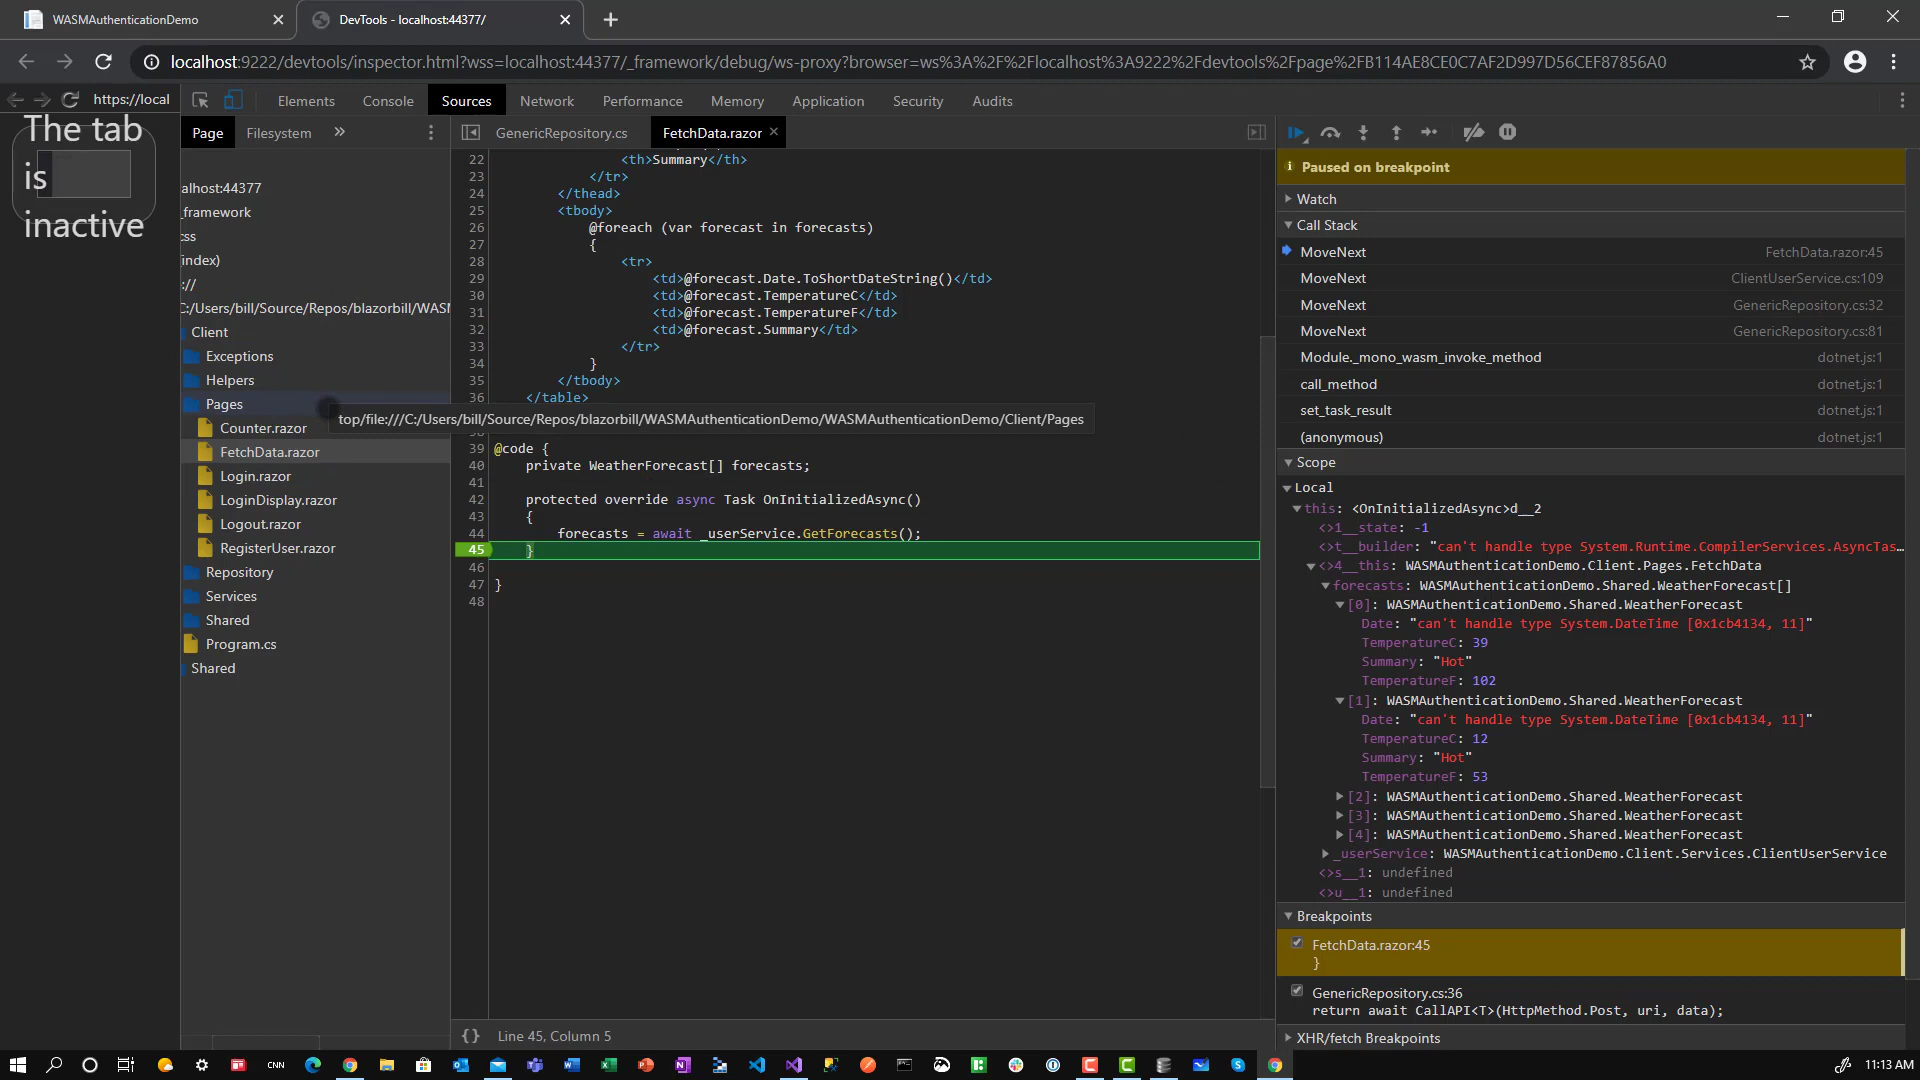 WASMAuthenticationDemo
DevTools - localhost:44377/
localhost:9222/devtools/inspector.html?wss=localhost:44377/_framework/debug/ws-proxy?browser=ws%3A%2F%2Flocalhost%3A9222%2Fdevtools%2Fpage%2FB114AE8CE0C7AF2D997D56CEF87856A0
https://local
Elements Console Sources Network Performance Memory Application Security Audits
The tab
is
inactive
Page Filesystem »
alhost:44377
_framework
css
(index)
://
C:/Users/bill/Source/Repos/blazorbill/WASM
Client
Exceptions
Helpers
Pages
Counter.razor
FetchData.razor
Login.razor
LoginDisplay.razor
Logout.razor
RegisterUser.razor
Repository
Services
Shared
Program.cs
Shared
GenericRepository.cs FetchData.razor ×
22 <th>Summary</th>
23 </tr>
24 </thead>
25 <tbody>
26 @foreach (var forecast in forecasts)
27 {
28 <tr>
29 <td>@forecast.Date.ToShortDateString()</td>
30 <td>@forecast.TemperatureC</td>
31 <td>@forecast.TemperatureF</td>
32 <td>@forecast.Summary</td>
33 </tr>
34 }
35 </tbody>
36 </table>
top/file:///C:/Users/bill/Source/Repos/blazorbill/WASMAuthenticationDemo/WASMAuthenticationDemo/Client/Pages
39 @code {
40 private WeatherForecast[] forecasts;
41
42 protected override async Task OnInitializedAsync()
43 {
44 forecasts = await _userService.GetForecasts();
45 }
46
47 }
48
{} Line 45, Column 5
Paused on breakpoint
Watch
Call Stack
MoveNext FetchData.razor:45
MoveNext ClientUserService.cs:109
MoveNext GenericRepository.cs:32
MoveNext GenericRepository.cs:81
Module._mono_wasm_invoke_method dotnet.js:1
call_method dotnet.js:1
set_task_result dotnet.js:1
(anonymous) dotnet.js:1
Scope
Local
this: <OnInitializedAsync>d__2
<>1__state: -1
<>t__builder: "can't handle type System.Runtime.CompilerServices.AsyncTas…
<>4__this: WASMAuthenticationDemo.Client.Pages.FetchData
forecasts: WASMAuthenticationDemo.Shared.WeatherForecast[]
[0]: WASMAuthenticationDemo.Shared.WeatherForecast
Date: "can't handle type System.DateTime [0x1cb4134, 11]"
TemperatureC: 39
Summary: "Hot"
TemperatureF: 102
[1]: WASMAuthenticationDemo.Shared.WeatherForecast
Date: "can't handle type System.DateTime [0x1cb4134, 11]"
TemperatureC: 12
Summary: "Hot"
TemperatureF: 53
[2]: WASMAuthenticationDemo.Shared.WeatherForecast
[3]: WASMAuthenticationDemo.Shared.WeatherForecast
[4]: WASMAuthenticationDemo.Shared.WeatherForecast
_userService: WASMAuthenticationDemo.Client.Services.ClientUserService
<>s__1: undefined
<>u__1: undefined
Breakpoints
FetchData.razor:45
}
GenericRepository.cs:36
return await CallAPI<T>(HttpMethod.Post, uri, data);
XHR/fetch Breakpoints
CNN
11:13 AM